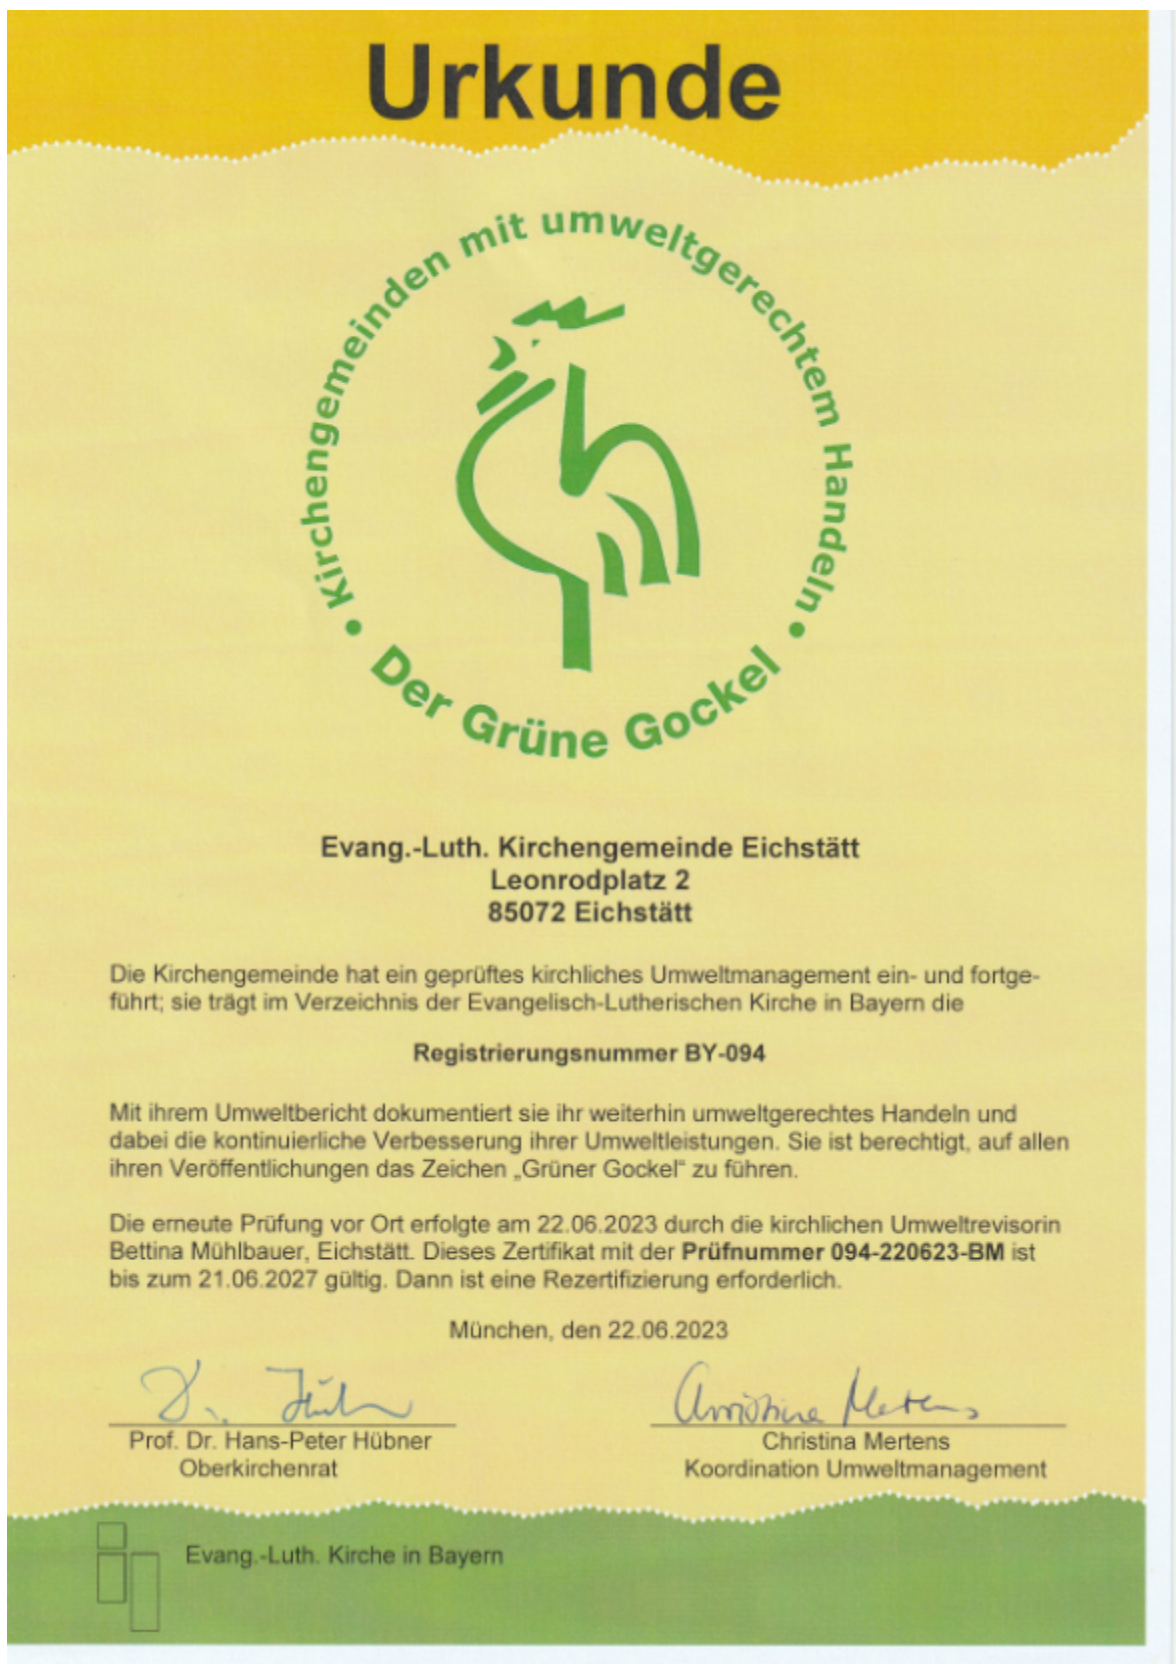 Urkunde
• Kirchengemeinden mit umweltgerechtem Handeln •
Der Grüne Gockel
Evang.-Luth. Kirchengemeinde Eichstätt
Leonrodplatz 2
85072 Eichstätt
Die Kirchengemeinde hat ein geprüftes kirchliches Umweltmanagement ein- und fortge-
führt; sie trägt im Verzeichnis der Evangelisch-Lutherischen Kirche in Bayern die
Registrierungsnummer BY-094
Mit ihrem Umweltbericht dokumentiert sie ihr weiterhin umweltgerechtes Handeln und
dabei die kontinuierliche Verbesserung ihrer Umweltleistungen. Sie ist berechtigt, auf allen
ihren Veröffentlichungen das Zeichen „Grüner Gockel“ zu führen.
Die erneute Prüfung vor Ort erfolgte am 22.06.2023 durch die kirchlichen Umweltrevisorin
Bettina Mühlbauer, Eichstätt. Dieses Zertifikat mit der Prüfnummer 094-220623-BM ist
bis zum 21.06.2027 gültig. Dann ist eine Rezertifizierung erforderlich.
München, den 22.06.2023
Christina Mertens
Prof. Dr. Hans-Peter Hübner
Oberkirchenrat
Christina Mertens
Koordination Umweltmanagement
Evang.-Luth. Kirche in Bayern